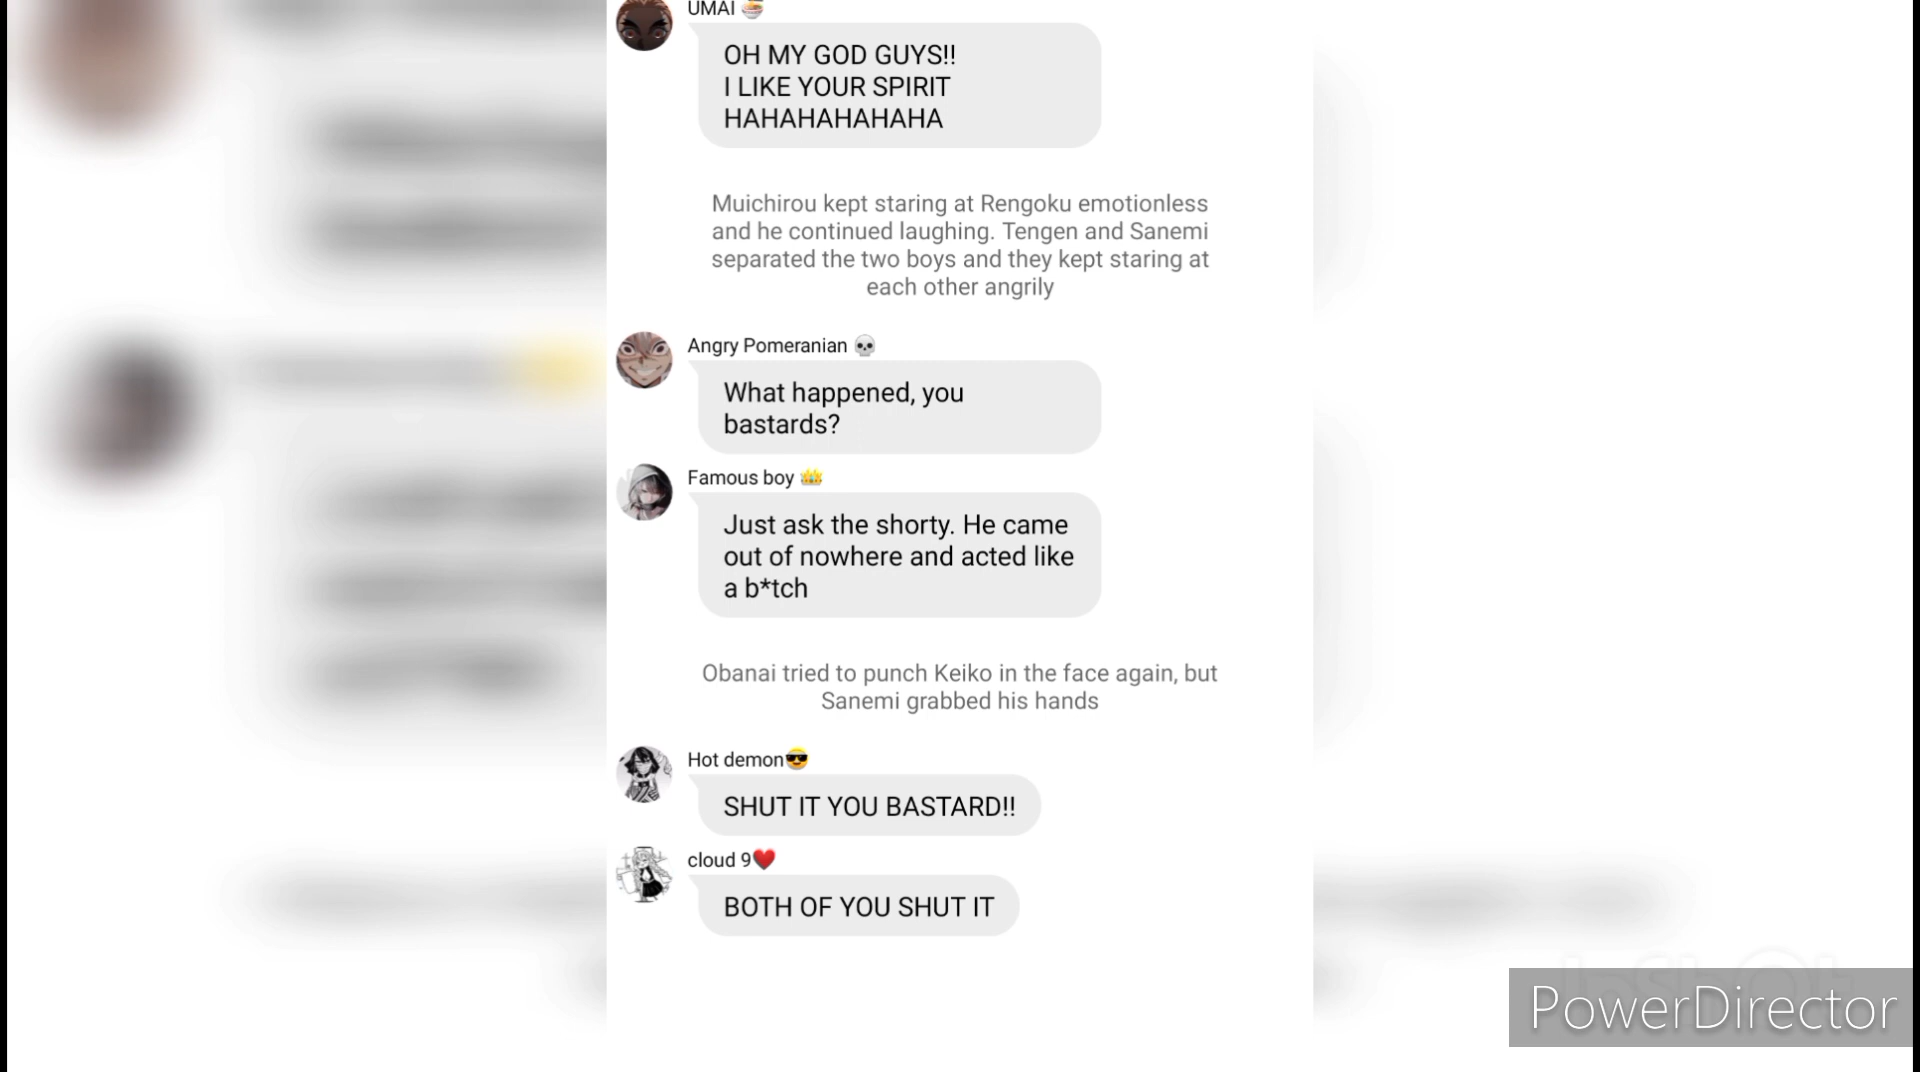 UMAI 🍜
OH MY GOD GUYS!!
I LIKE YOUR SPIRIT
HAHAHAHAHAHA
Muichirou kept staring at Rengoku emotionless
and he continued laughing. Tengen and Sanemi
separated the two boys and they kept staring at
each other angrily
Angry Pomeranian 💀
What happened, you
bastards?
Famous boy 👑
Just ask the shorty. He came
out of nowhere and acted like
a b*tch
Obanai tried to punch Keiko in the face again, but
Sanemi grabbed his hands
Hot demon😎
SHUT IT YOU BASTARD!!
cloud 9❤️
BOTH OF YOU SHUT IT
PowerDirector